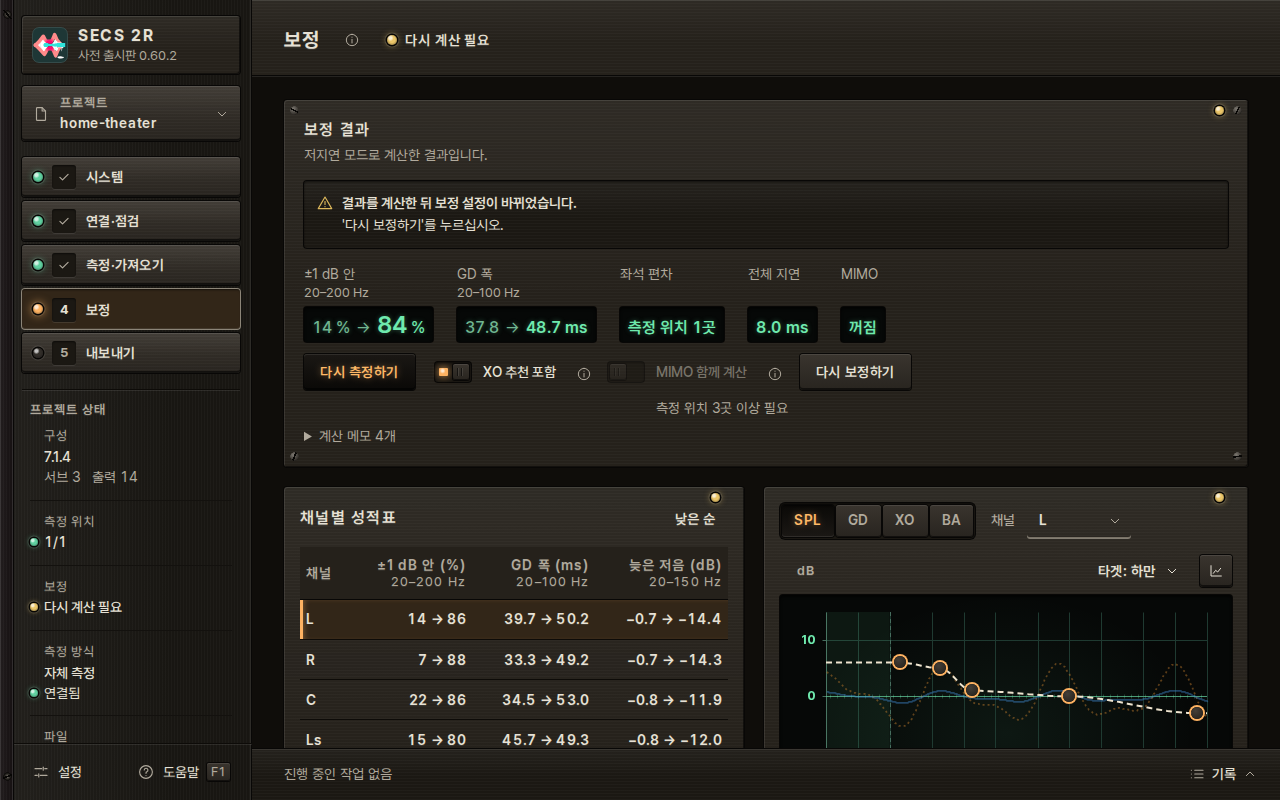 SECS 2R
사전 출시판 0.60.2
프로젝트
home-theater
시스템
연결·점검
측정·가져오기
4 보정
5 내보내기
프로젝트 상태
구성
7.1.4
서브 3 출력 14
측정 위치
1/1
보정
다시 계산 필요
측정 방식
자체 측정
연결됨
파일
설정 도움말 F1
보정 다시 계산 필요
보정 결과
저지연 모드로 계산한 결과입니다.
결과를 계산한 뒤 보정 설정이 바뀌었습니다.
'다시 보정하기'를 누르십시오.
±1 dB 안 GD 폭 좌석 편차 전체 지연 MIMO
20–200 Hz 20–100 Hz
14 % → 84 % 37.8 → 48.7 ms 측정 위치 1곳 8.0 ms 꺼짐
다시 측정하기 XO 추천 포함 MIMO 함께 계산 다시 보정하기
측정 위치 3곳 이상 필요
▶ 계산 메모 4개
채널별 성적표 낮은 순
채널 ±1 dB 안 (%) GD 폭 (ms) 늦은 저음 (dB)
20–200 Hz 20–100 Hz 20–150 Hz
L 14 → 86 39.7 → 50.2 −0.7 → −14.4
R 7 → 88 33.3 → 49.2 −0.7 → −14.3
C 22 → 86 34.5 → 53.0 −0.8 → −11.9
Ls 15 → 80 45.7 → 49.3 −0.8 → −12.0
SPL GD XO BA 채널 L
dB 타겟: 하만
10
0
진행 중인 작업 없음 기록